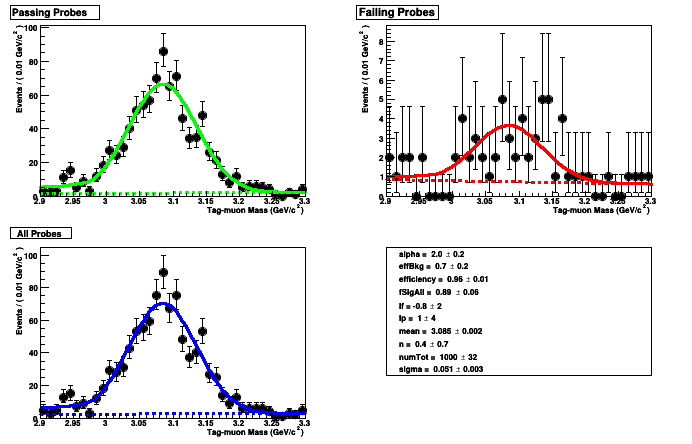 Passing Probes
Events / ( 0.01 GeV/c² )
100
80
60
40
20
0
2.9 2.95 3 3.05 3.1 3.15 3.2 3.25 3.3
Tag-muon Mass (GeV/c²)
Failing Probes
Events / ( 0.01 GeV/c² )
8
7
6
5
4
3
2
1
0
2.9 2.95 3 3.05 3.1 3.15 3.2 3.25 3.3
Tag-muon Mass (GeV/c²)
All Probes
Events / ( 0.01 GeV/c² )
100
80
60
40
20
0
2.9 2.95 3 3.05 3.1 3.15 3.2 3.25 3.3
Tag-muon Mass (GeV/c²)
alpha = 2.0 ± 0.2
effBkg = 0.7 ± 0.2
efficiency = 0.96 ± 0.01
fSigAll = 0.89 ± 0.06
lf = -0.8 ± 2
lp = 1 ± 4
mean = 3.085 ± 0.002
n = 0.4 ± 0.7
numTot = 1000 ± 32
sigma = 0.051 ± 0.003